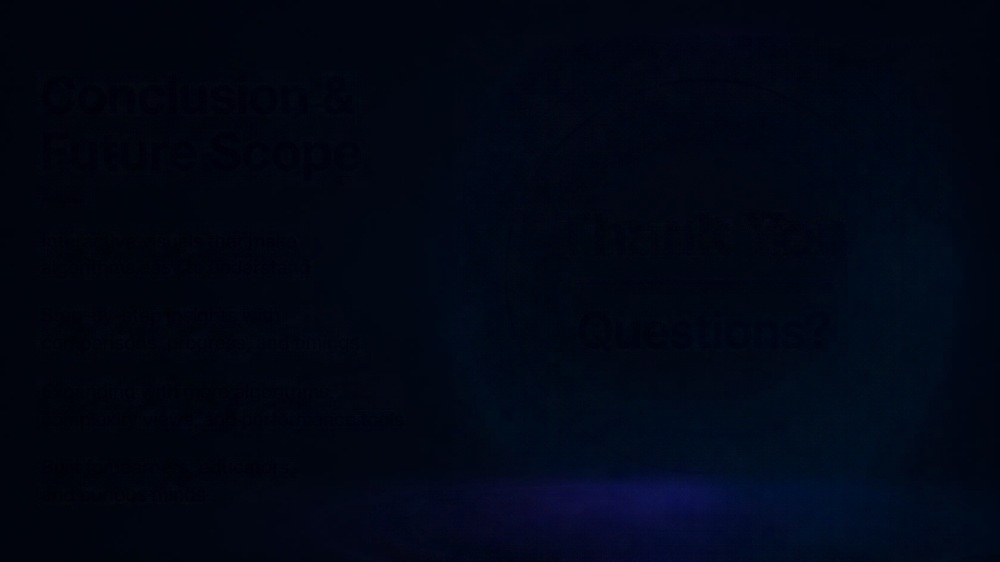 Conclusion &
Future Scope
Interactive visuals that make
algorithms easy to understand
Step-by-step insights with
comparisons, progress, and timings
Expanding with more algorithms,
complexity views, and performance tools
Built for learners, educators,
and curious minds
Thank You
Questions?